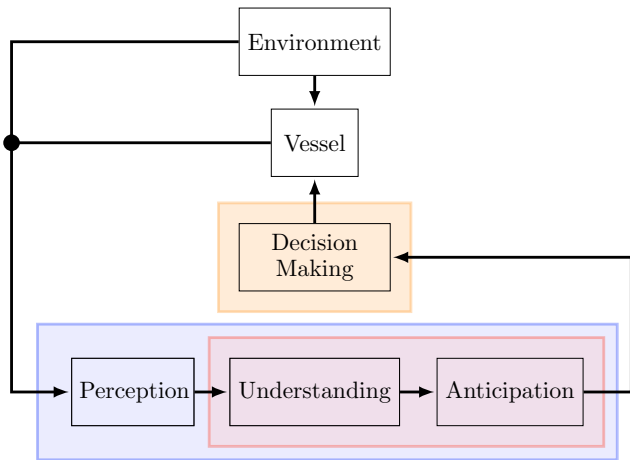 Environment
Vessel
Decision
Making
Perception
Understanding
Anticipation